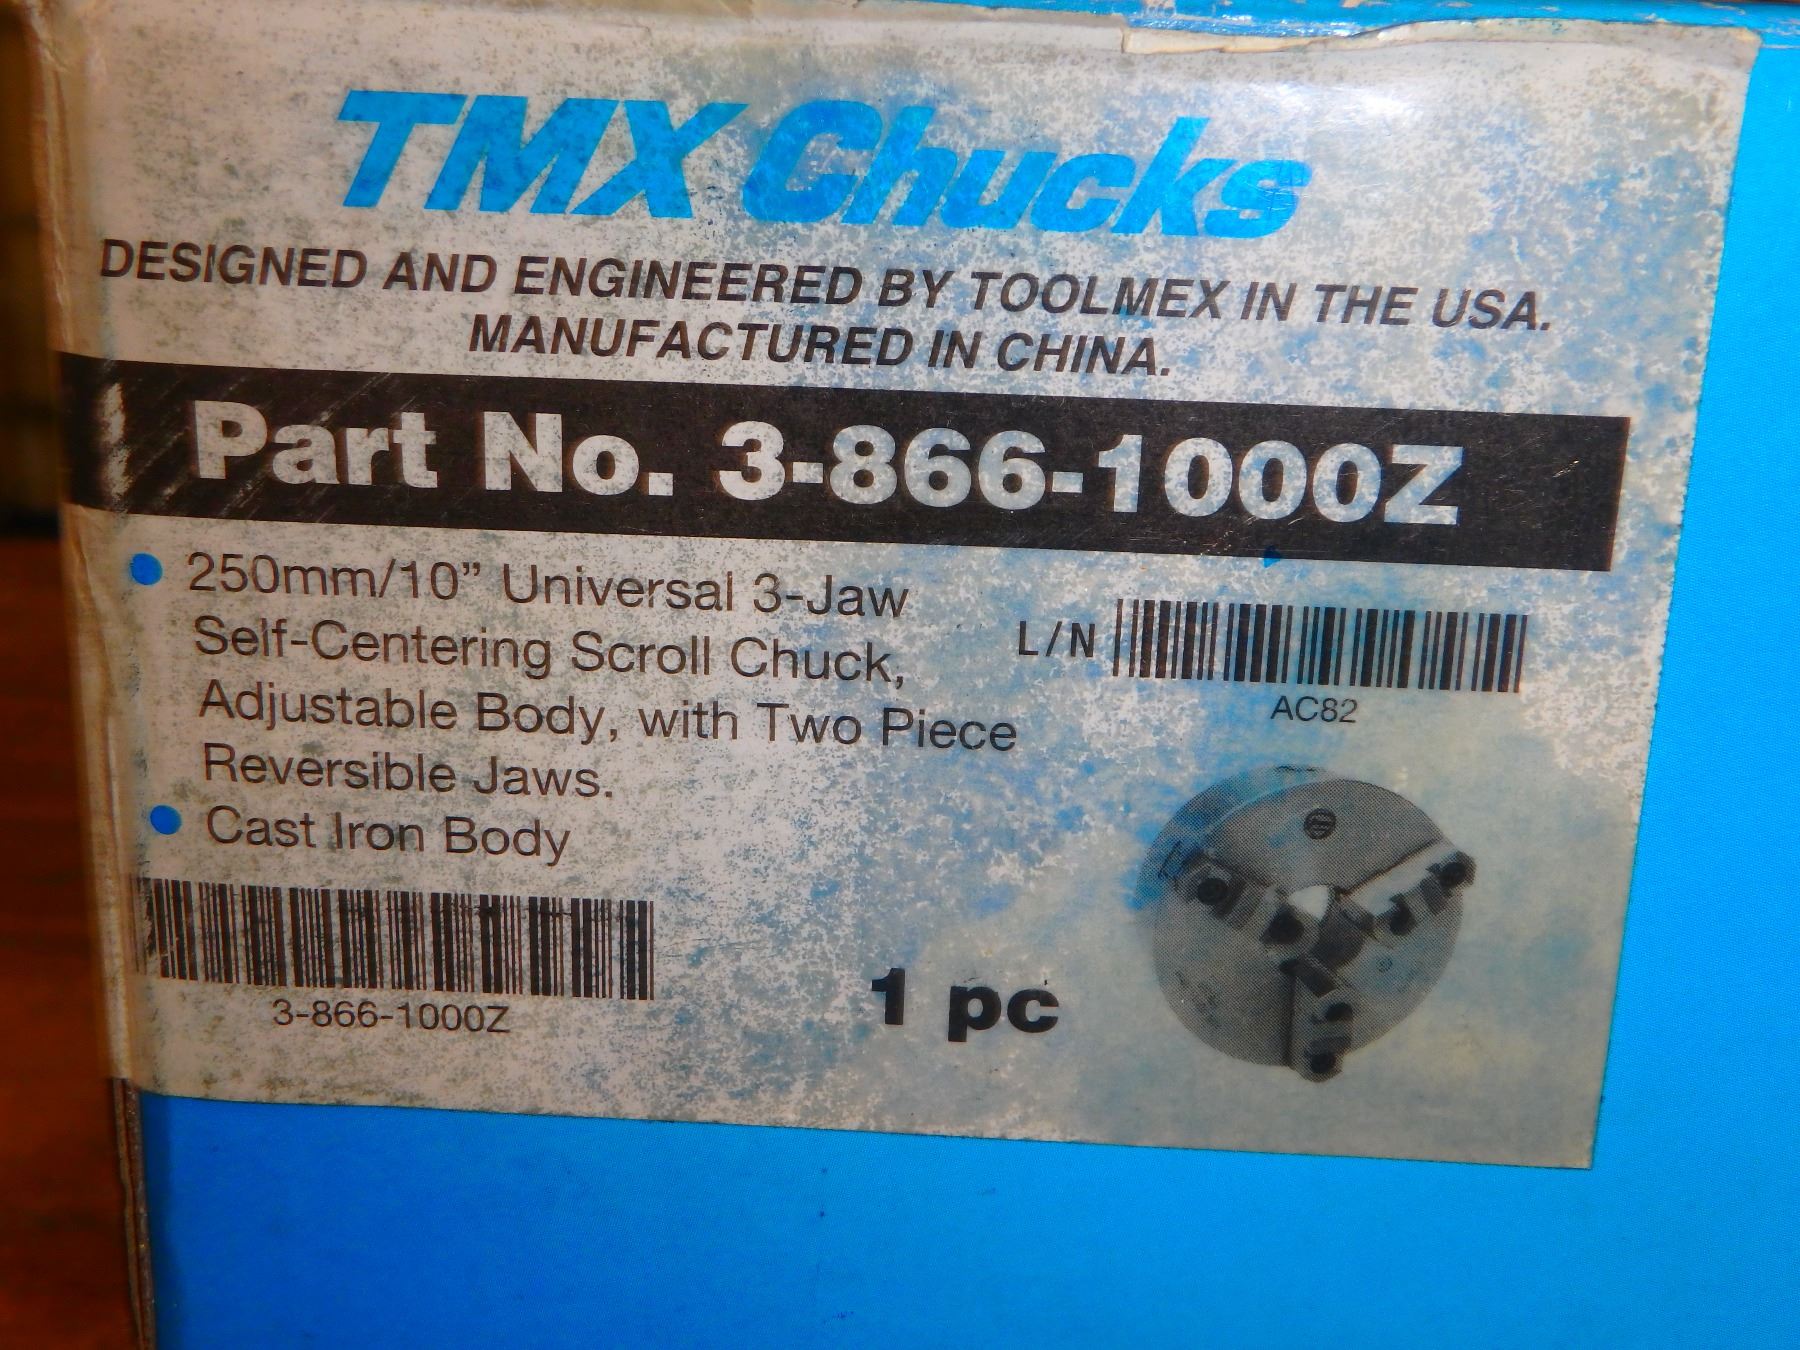 TMX Chucks
DESIGNED AND ENGINEERED BY TOOLMEX IN THE USA.
MANUFACTURED IN CHINA.
Part No. 3-866-1000Z
250mm/10” Universal 3-Jaw
Self-Centering Scroll Chuck,
Adjustable Body, with Two Piece
Reversible Jaws.
Cast Iron Body
L/N
AC82
3-866-1000Z
1 pc